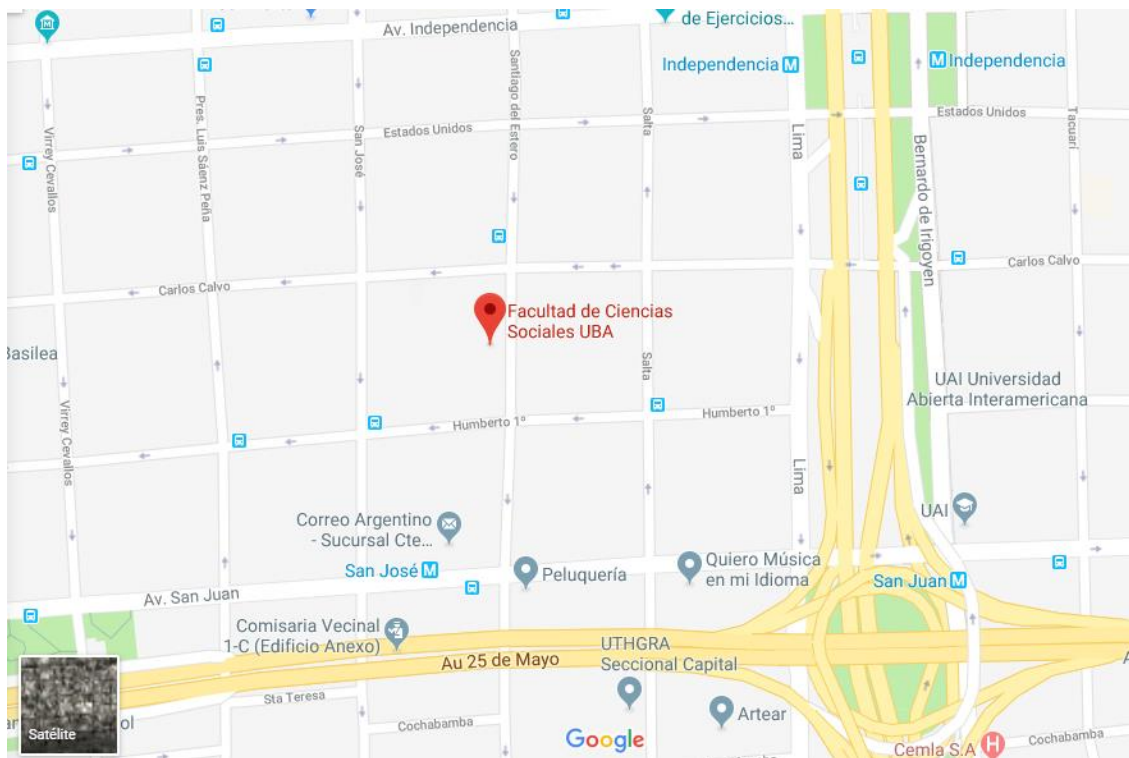 de Ejercicios...
Av. Independencia
Independencia M
M Independencia
Santiago del Estero
Virrey Cevallos
Pres. Luis Sáenz Peña
San José
Salta
Lima
Estados Unidos
Estados Unidos
Tacuarí
Bernardo de Irigoyen
Carlos Calvo
Carlos Calvo
Facultad de Ciencias
Sociales UBA
Basilea
Salta
UAI Universidad
Abierta Interamericana
Virrey Cevallos
Humberto 1º
Humberto 1º
Lima
Correo Argentino
- Sucursal Cte...
UAI
San José M
Peluquería
Quiero Música
en mi Idioma
San Juan M
Av. San Juan
Comisaria Vecinal
1-C (Edificio Anexo)
Au 25 de Mayo
UTHGRA
Seccional Capital
Sta Teresa
Satélite
ol
Cochabamba
Google
Artear
Cemla S.A H
Cochabamba